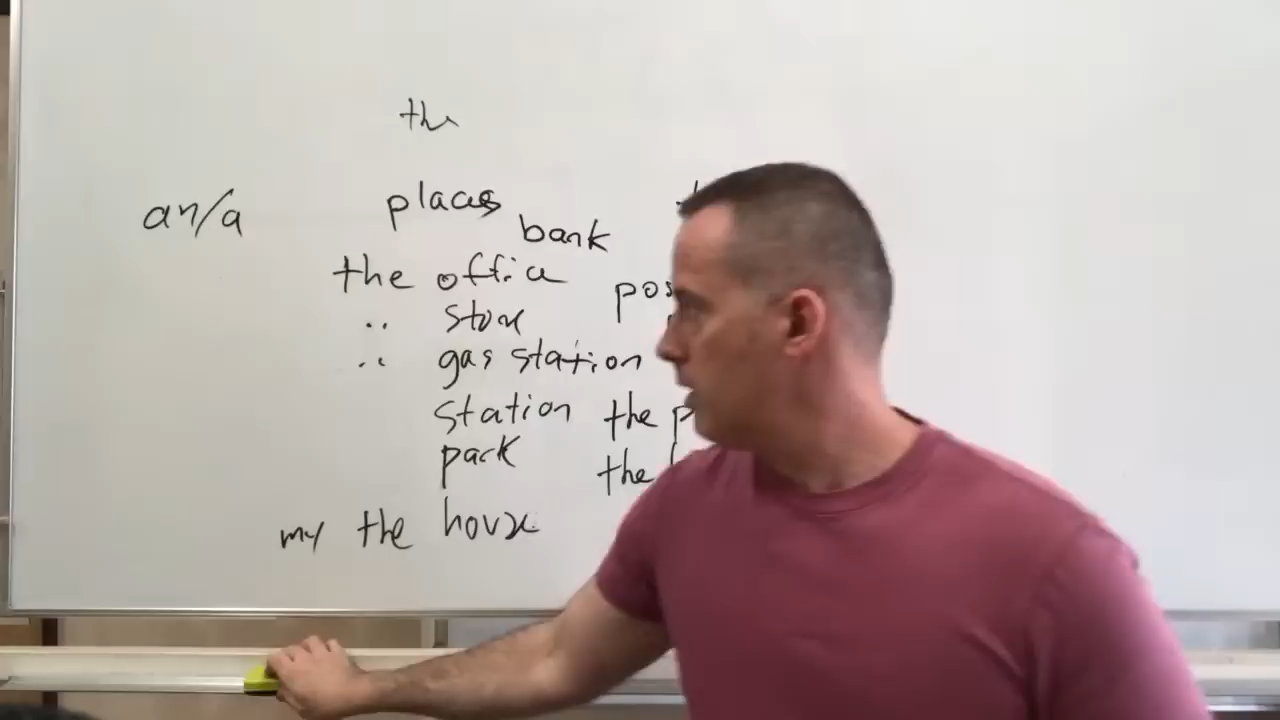 the
places
an/a
bank
the office
pos
.. store
.. gas station
station the p
park the
my the house